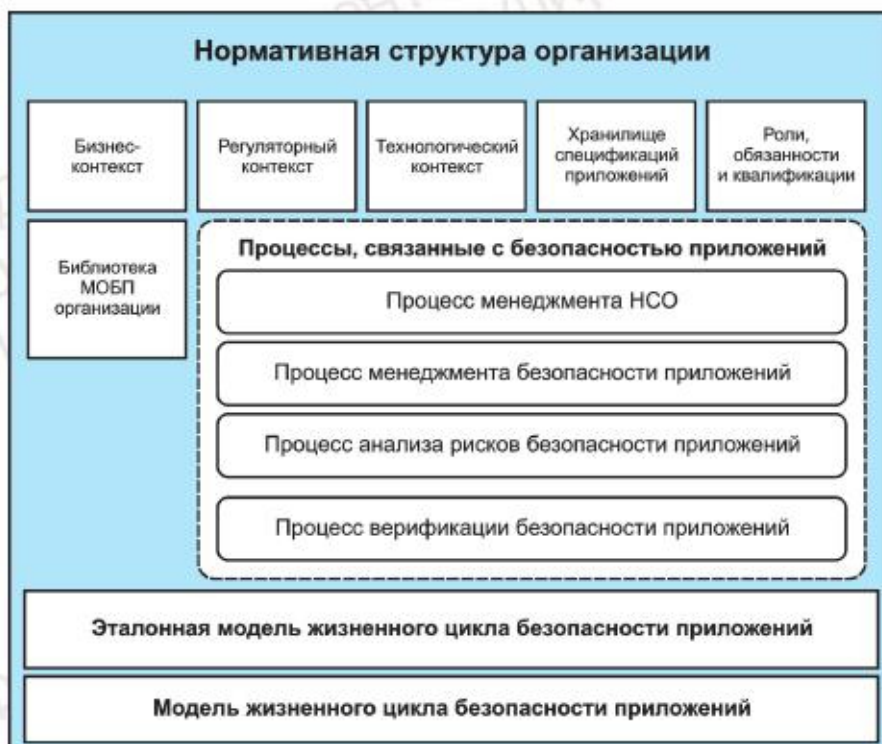 Нормативная структура организации
Бизнес-
контекст
Регуляторный
контекст
Технологический
контекст
Хранилище
спецификаций
приложений
Роли,
обязанности
и квалификации
Библиотека
МОБП
организации
Процессы, связанные с безопасностью приложений
Процесс менеджмента НСО
Процесс менеджмента безопасности приложений
Процесс анализа рисков безопасности приложений
Процесс верификации безопасности приложений
Эталонная модель жизненного цикла безопасности приложений
Модель жизненного цикла безопасности приложений